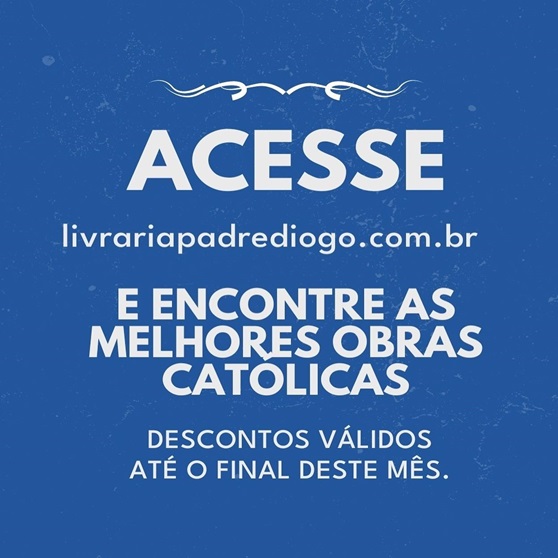 ACESSE
livrariapadrediogo.com.br
E ENCONTRE AS
MELHORES OBRAS
CATÓLICAS
DESCONTOS VÁLIDOS
ATÉ O FINAL DESTE MÊS.